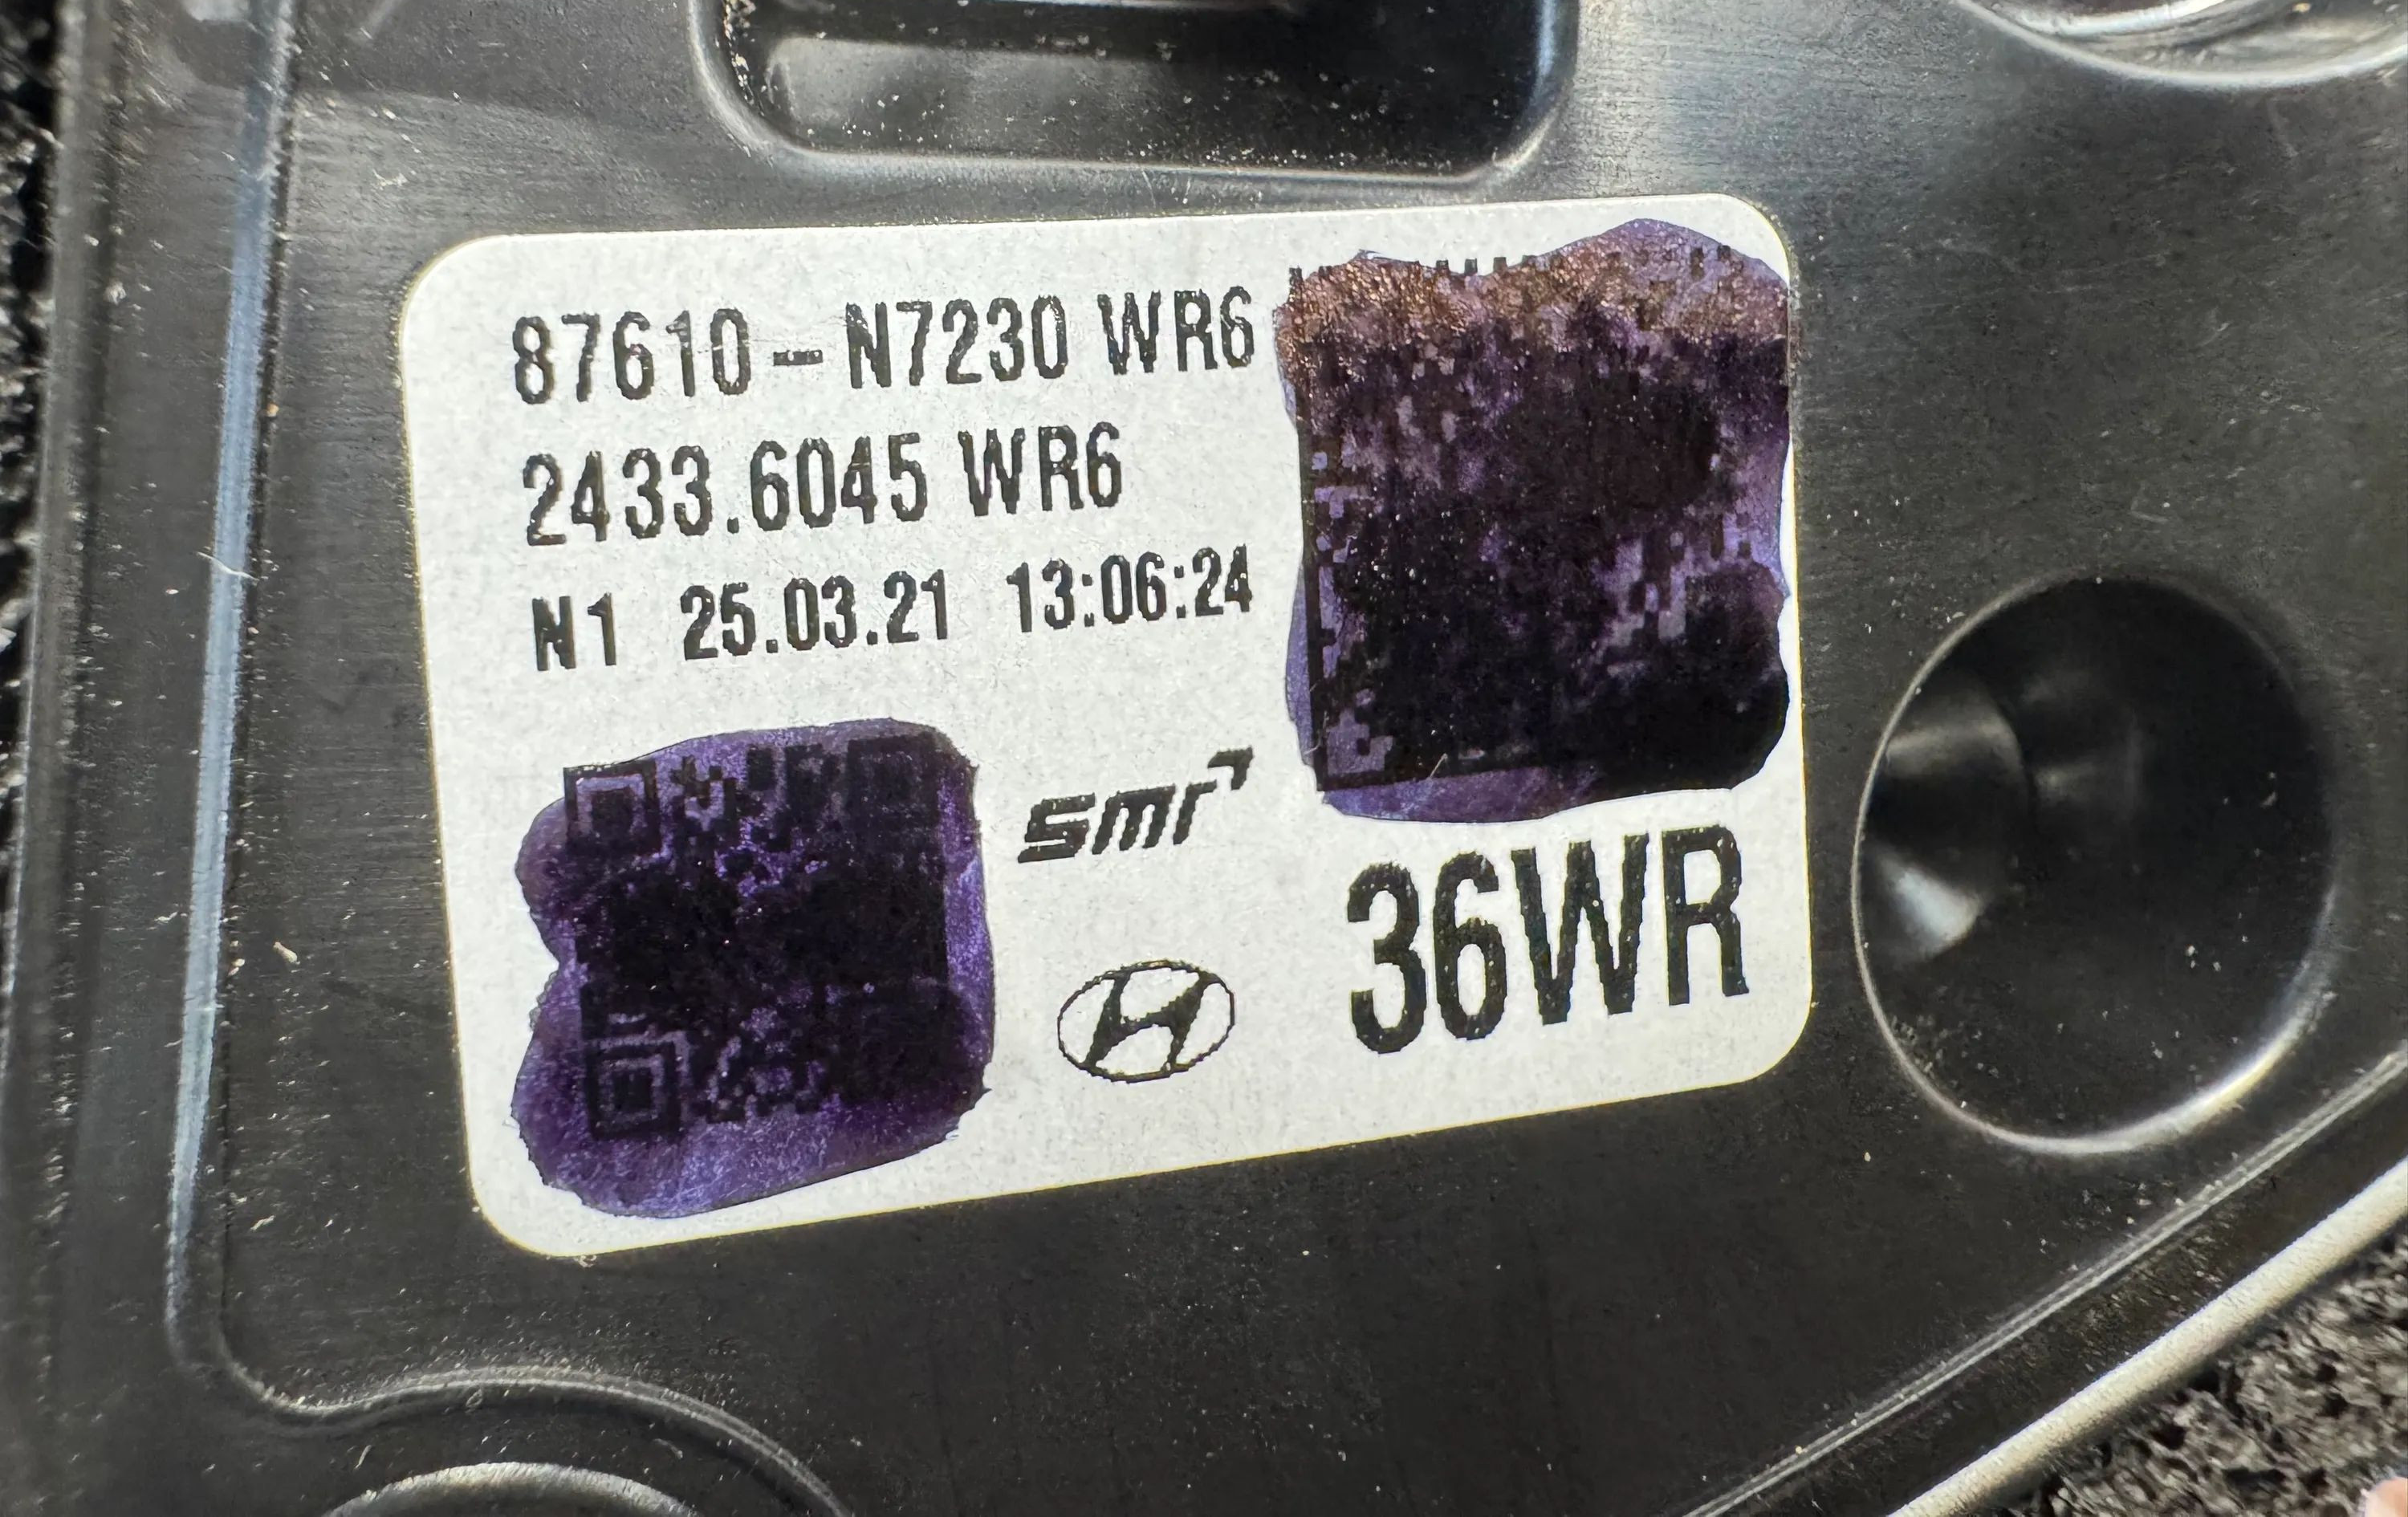 87610-N7230 WR6
2433.6045 WR6
N1 25.03.21 13:06:24
smr
36WR